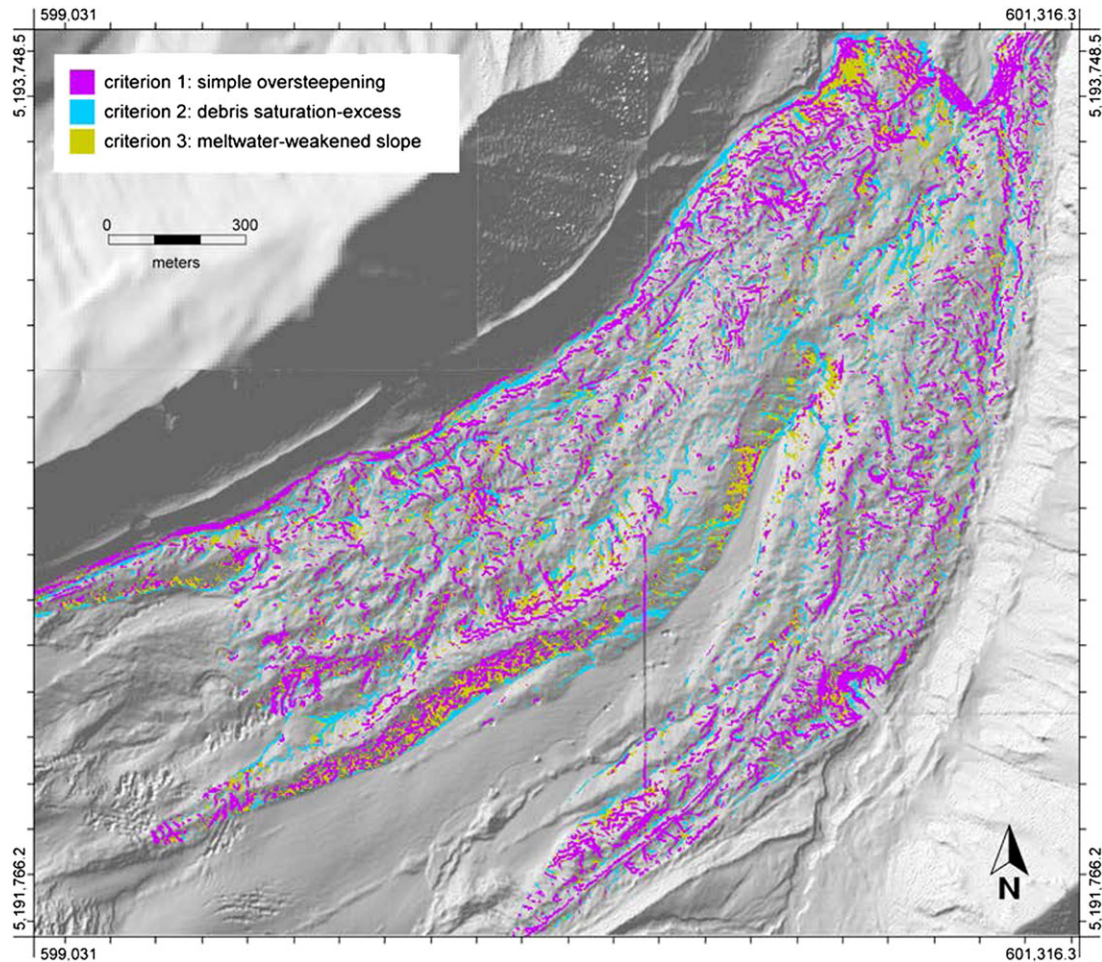 599,031
601,316.3
5,193,748.5
5,193,748.5
criterion 1: simple oversteepening
criterion 2: debris saturation-excess
criterion 3: meltwater-weakened slope
0 300
meters
5,191,766.2
5,191,766.2
N
599,031
601,316.3